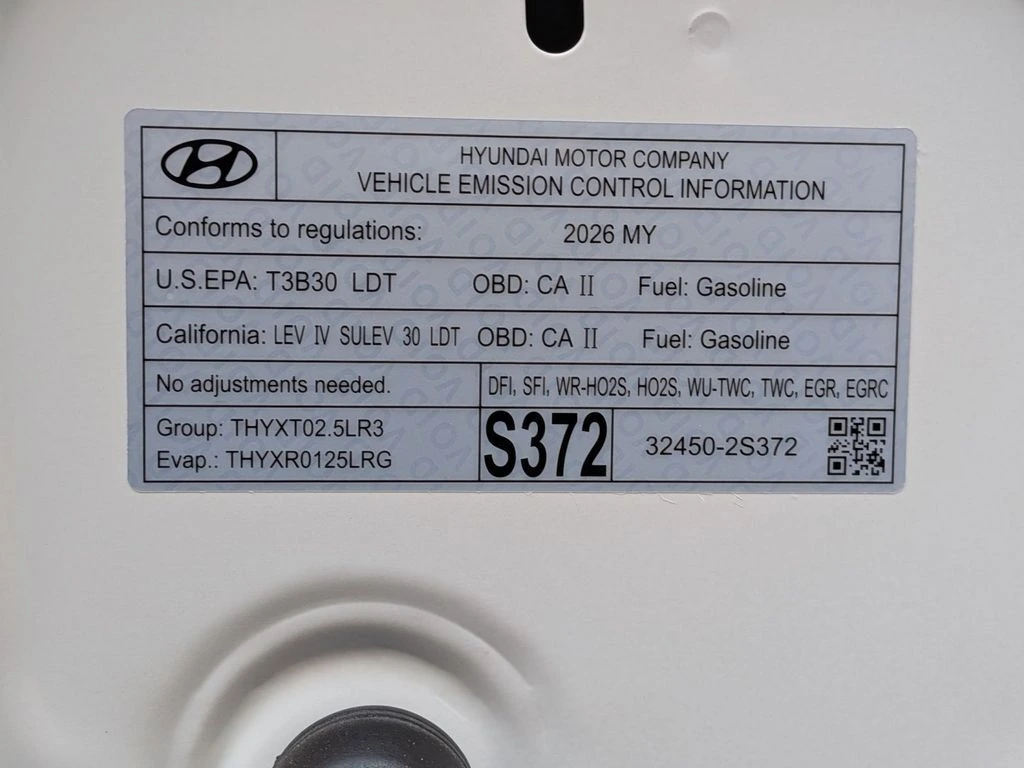 HYUNDAI MOTOR COMPANY
VEHICLE EMISSION CONTROL INFORMATION
Conforms to regulations: 2026 MY
U.S.EPA: T3B30 LDT OBD: CA II Fuel: Gasoline
California: LEV IV SULEV 30 LDT OBD: CA II Fuel: Gasoline
No adjustments needed. DFI, SFI, WR-HO2S, HO2S, WU-TWC, TWC, EGR, EGRC
Group: THYXT02.5LR3
Evap.: THYXR0125LRG
S372
32450-2S372